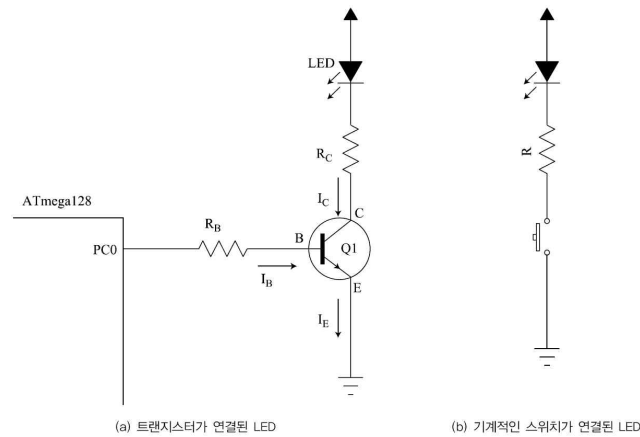 LED
R_C
R
I_C
ATmega128
R_B
C
PC0
B
Q1
I_B
E
I_E
(a) 트랜지스터가 연결된 LED
(b) 기계적인 스위치가 연결된 LED